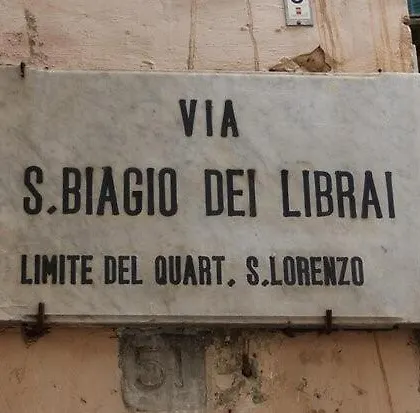 VIA
S.BIAGIO DEI LIBRAI
LIMITE DEL QUART. S.LORENZO
51